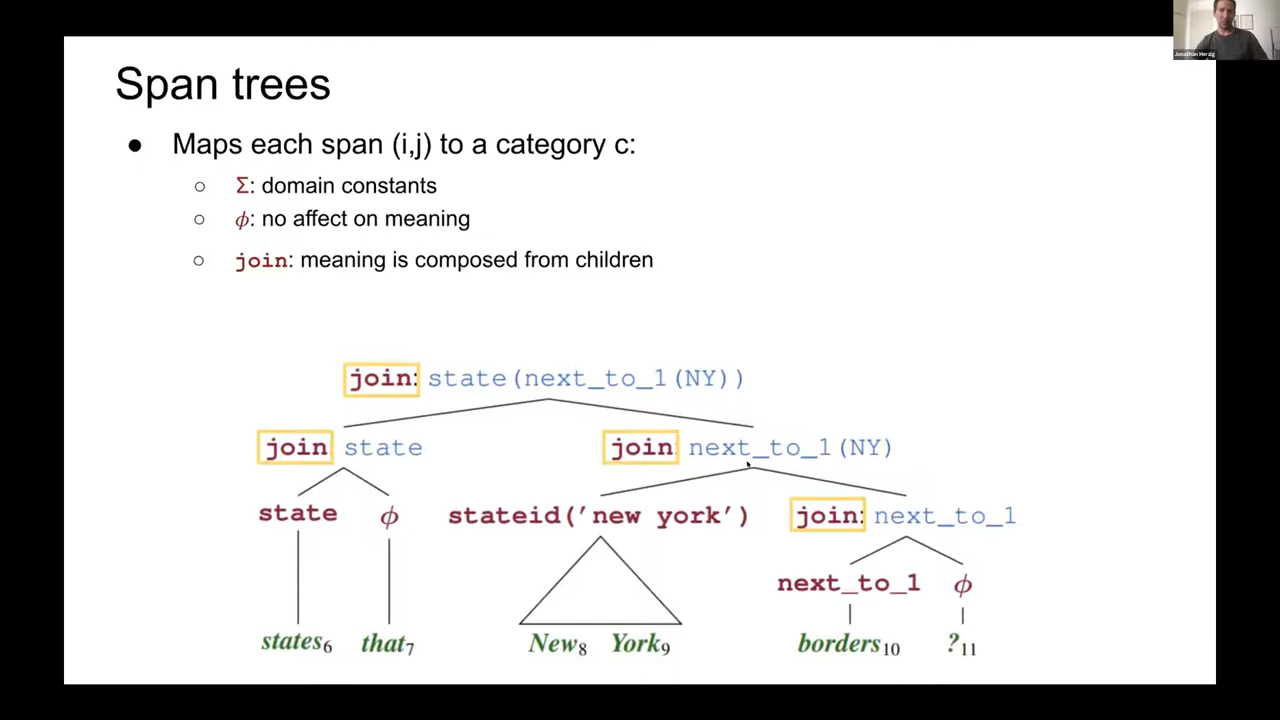 Jonathan Herzig
Span trees
● Maps each span (i,j) to a category c:
○ Σ: domain constants
○ ϕ: no affect on meaning
○ join: meaning is composed from children
join: state(next_to_1(NY))
join state
join: next_to_1(NY)
state ϕ stateid('new york') join: next_to_1
next_to_1 ϕ
states6 that7 New8 York9 borders10 ?11